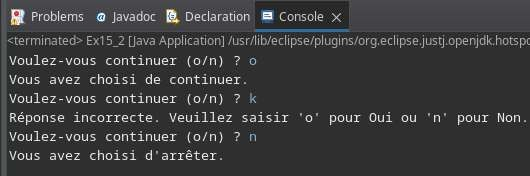 Problems Javadoc Declaration Console
<terminated> Ex15_2 [Java Application] /usr/lib/eclipse/plugins/org.eclipse.justj.openjdk.hotspo
Voulez-vous continuer (o/n) ? o
Vous avez choisi de continuer.
Voulez-vous continuer (o/n) ? k
Réponse incorrecte. Veuillez saisir 'o' pour Oui ou 'n' pour Non.
Voulez-vous continuer (o/n) ? n
Vous avez choisi d'arrêter.